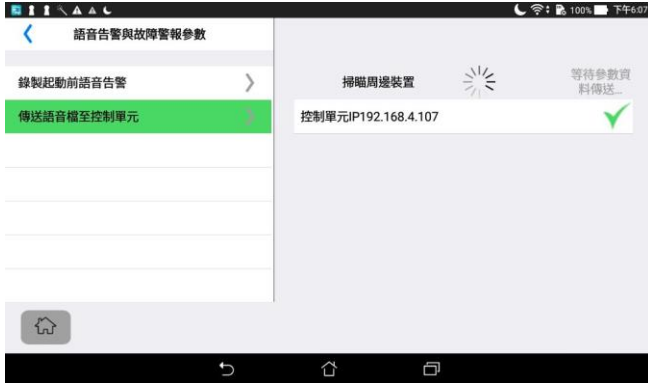 100% 下午6:07
語音告警與故障警報參數
錄製起動前語音告警
傳送語音檔至控制單元
掃瞄周邊裝置
等待參數資
料傳送...
控制單元IP192.168.4.107